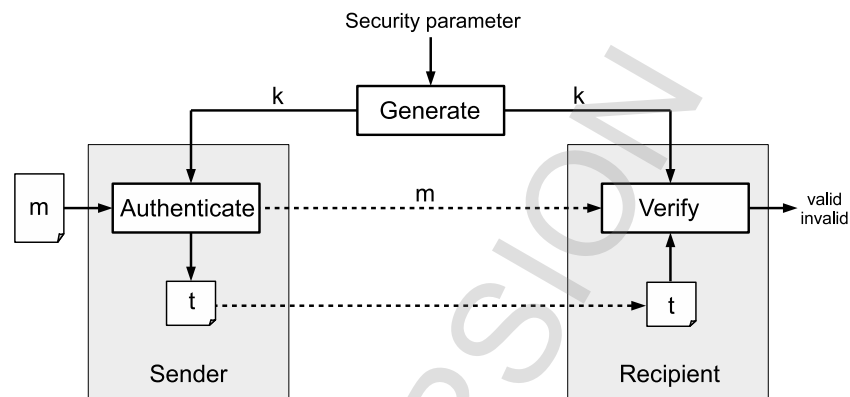 Security parameter
k
Generate
k
m
Authenticate
m
Verify
valid
invalid
t
t
Sender
Recipient